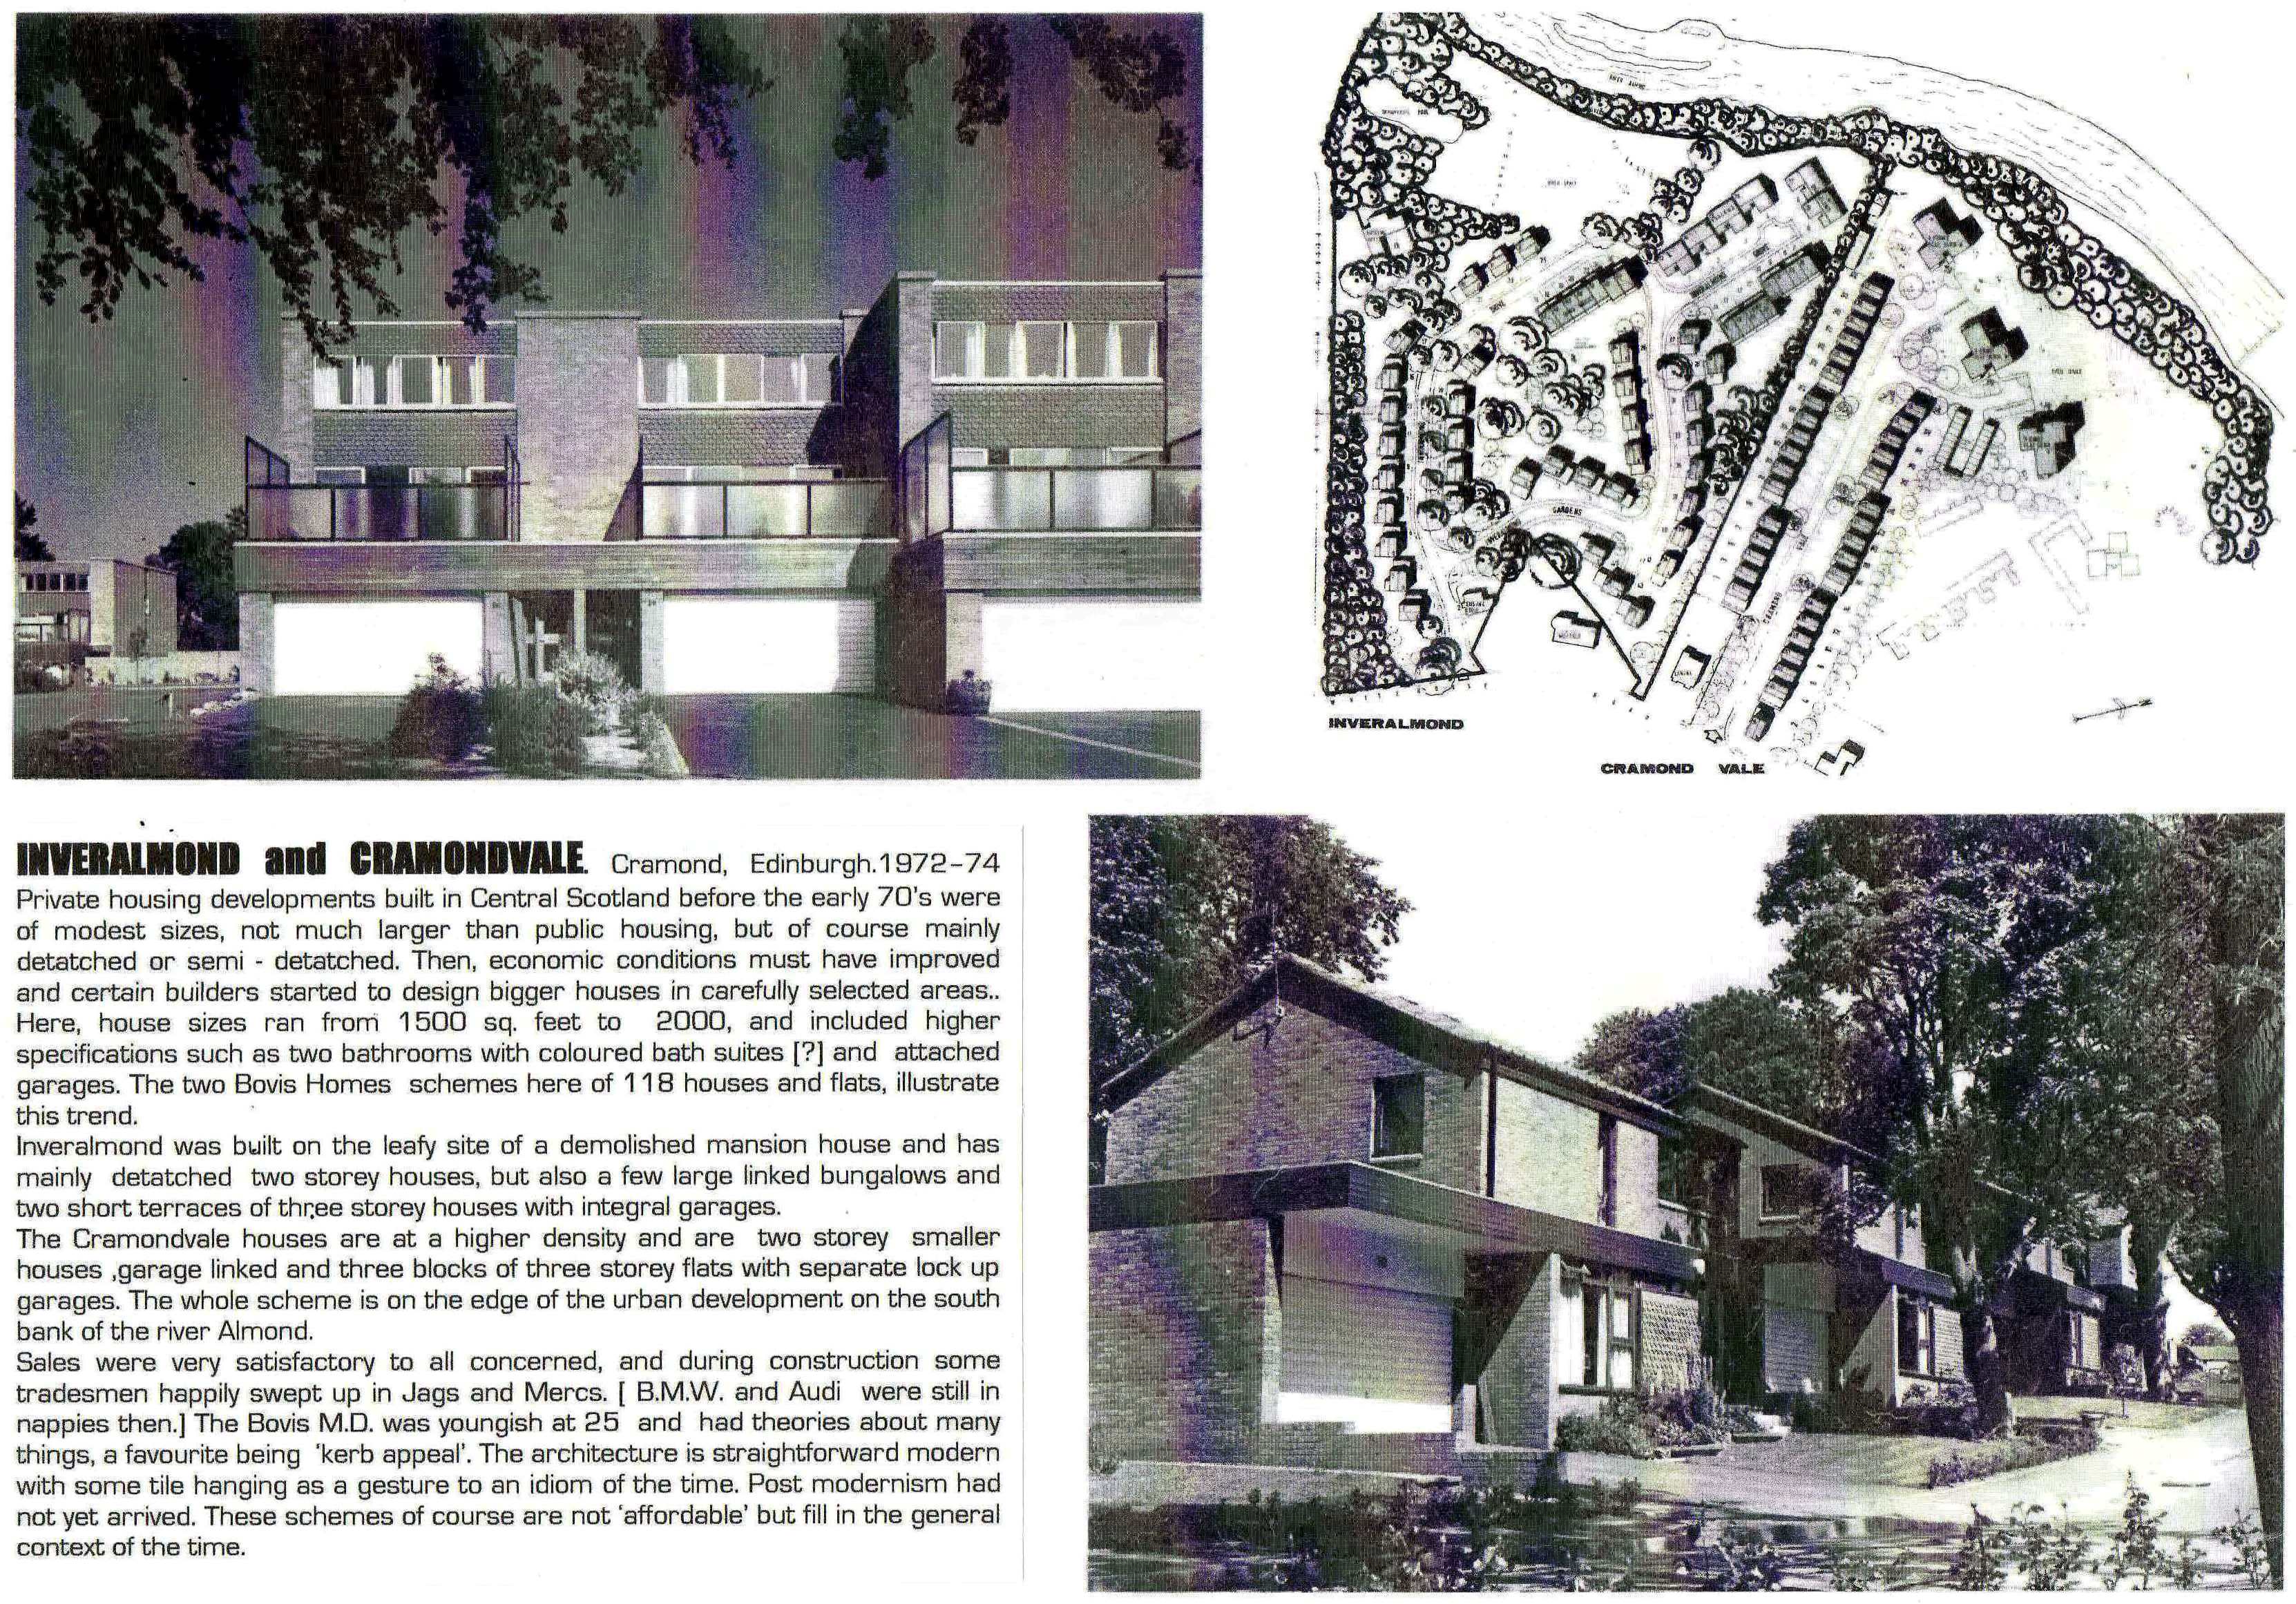 RIVER ALMOND
OPEN SPACE
DRIVE
GARDENS
OPEN SPACE
INVERALMOND
CRAMOND VALE
INVERALMOND and CRAMONDVALE. Cramond, Edinburgh.1972-74
Private housing developments built in Central Scotland before the early 70's were
of modest sizes, not much larger than public housing, but of course mainly
detatched or semi - detatched. Then, economic conditions must have improved
and certain builders started to design bigger houses in carefully selected areas..
Here, house sizes ran from 1500 sq. feet to 2000, and included higher
specifications such as two bathrooms with coloured bath suites [?] and attached
garages. The two Bovis Homes schemes here of 118 houses and flats, illustrate
this trend.
Inveralmond was built on the leafy site of a demolished mansion house and has
mainly detatched two storey houses, but also a few large linked bungalows and
two short terraces of three storey houses with integral garages.
The Cramondvale houses are at a higher density and are two storey smaller
houses ,garage linked and three blocks of three storey flats with separate lock up
garages. The whole scheme is on the edge of the urban development on the south
bank of the river Almond.
Sales were very satisfactory to all concerned, and during construction some
tradesmen happily swept up in Jags and Mercs. [ B.M.W. and Audi were still in
nappies then.] The Bovis M.D. was youngish at 25 and had theories about many
things, a favourite being 'kerb appeal'. The architecture is straightforward modern
with some tile hanging as a gesture to an idiom of the time. Post modernism had
not yet arrived. These schemes of course are not 'affordable' but fill in the general
context of the time.